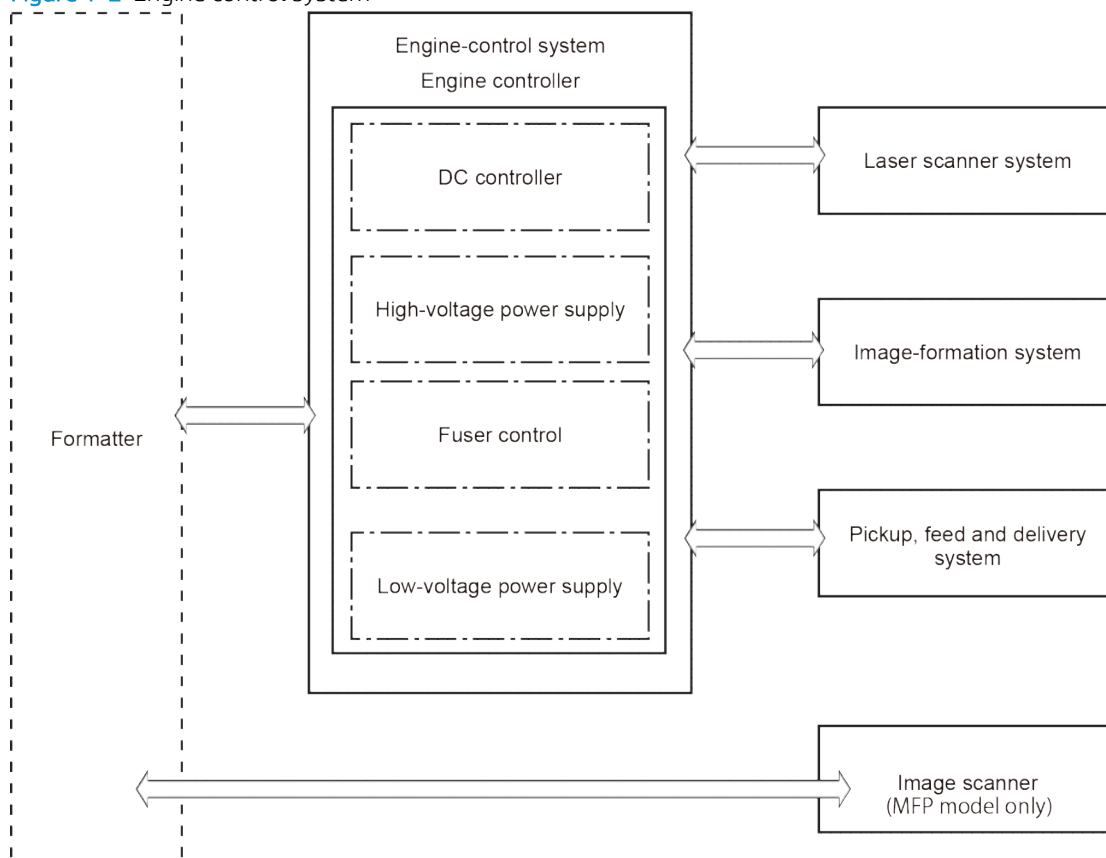 Engine-control system
Engine controller
DC controller
High-voltage power supply
Fuser control
Low-voltage power supply
Formatter
Laser scanner system
Image-formation system
Pickup, feed and delivery
system
Image scanner
(MFP model only)